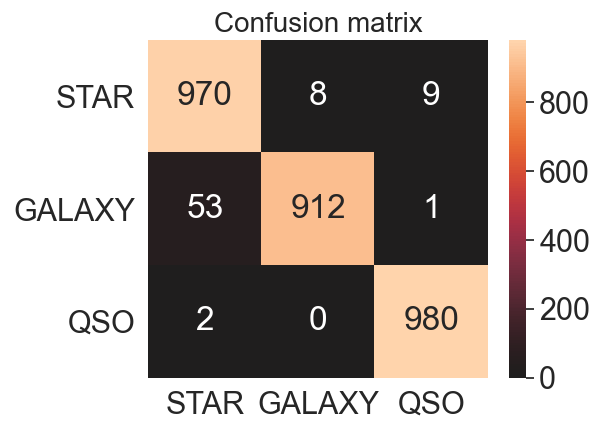 Confusion matrix
STAR 970 8 9
GALAXY 53 912 1
QSO 2 0 980
STAR GALAXY QSO
800
600
400
200
0